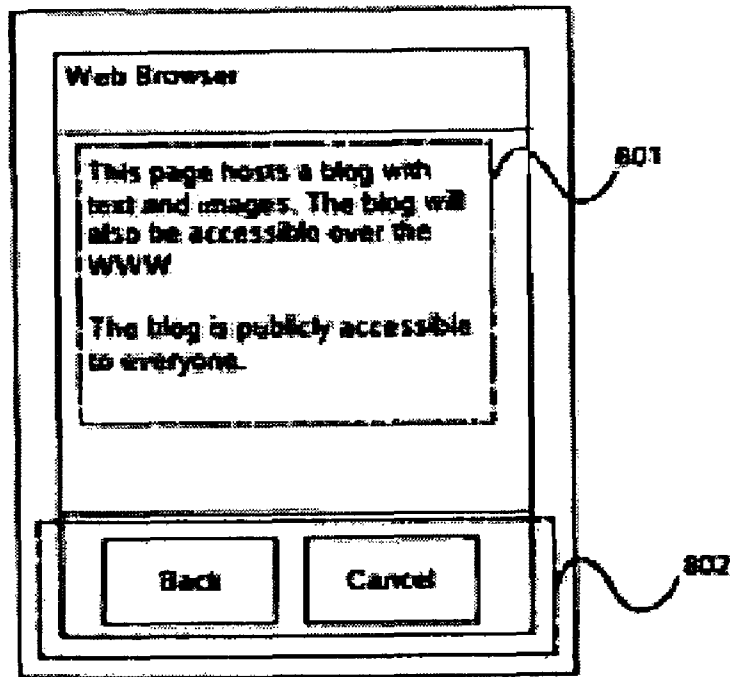 Web Browser
This page hosts a blog with
text and images. The blog will
also be accessible over the
WWW
The blog is publicly accessible
to everyone.
801
Back
Cancel
802